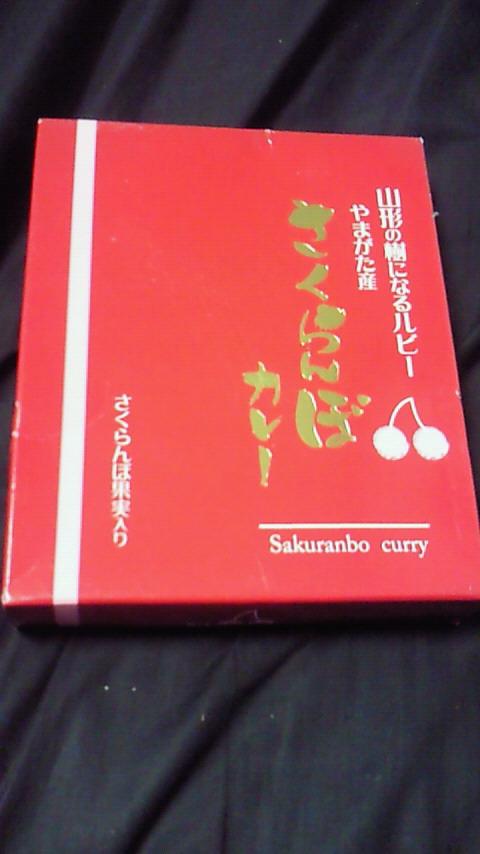 山形の樹になるルビー
やまがた産
さくらんぼ
カレー
さくらんぼ果実入り
Sakuranbo curry